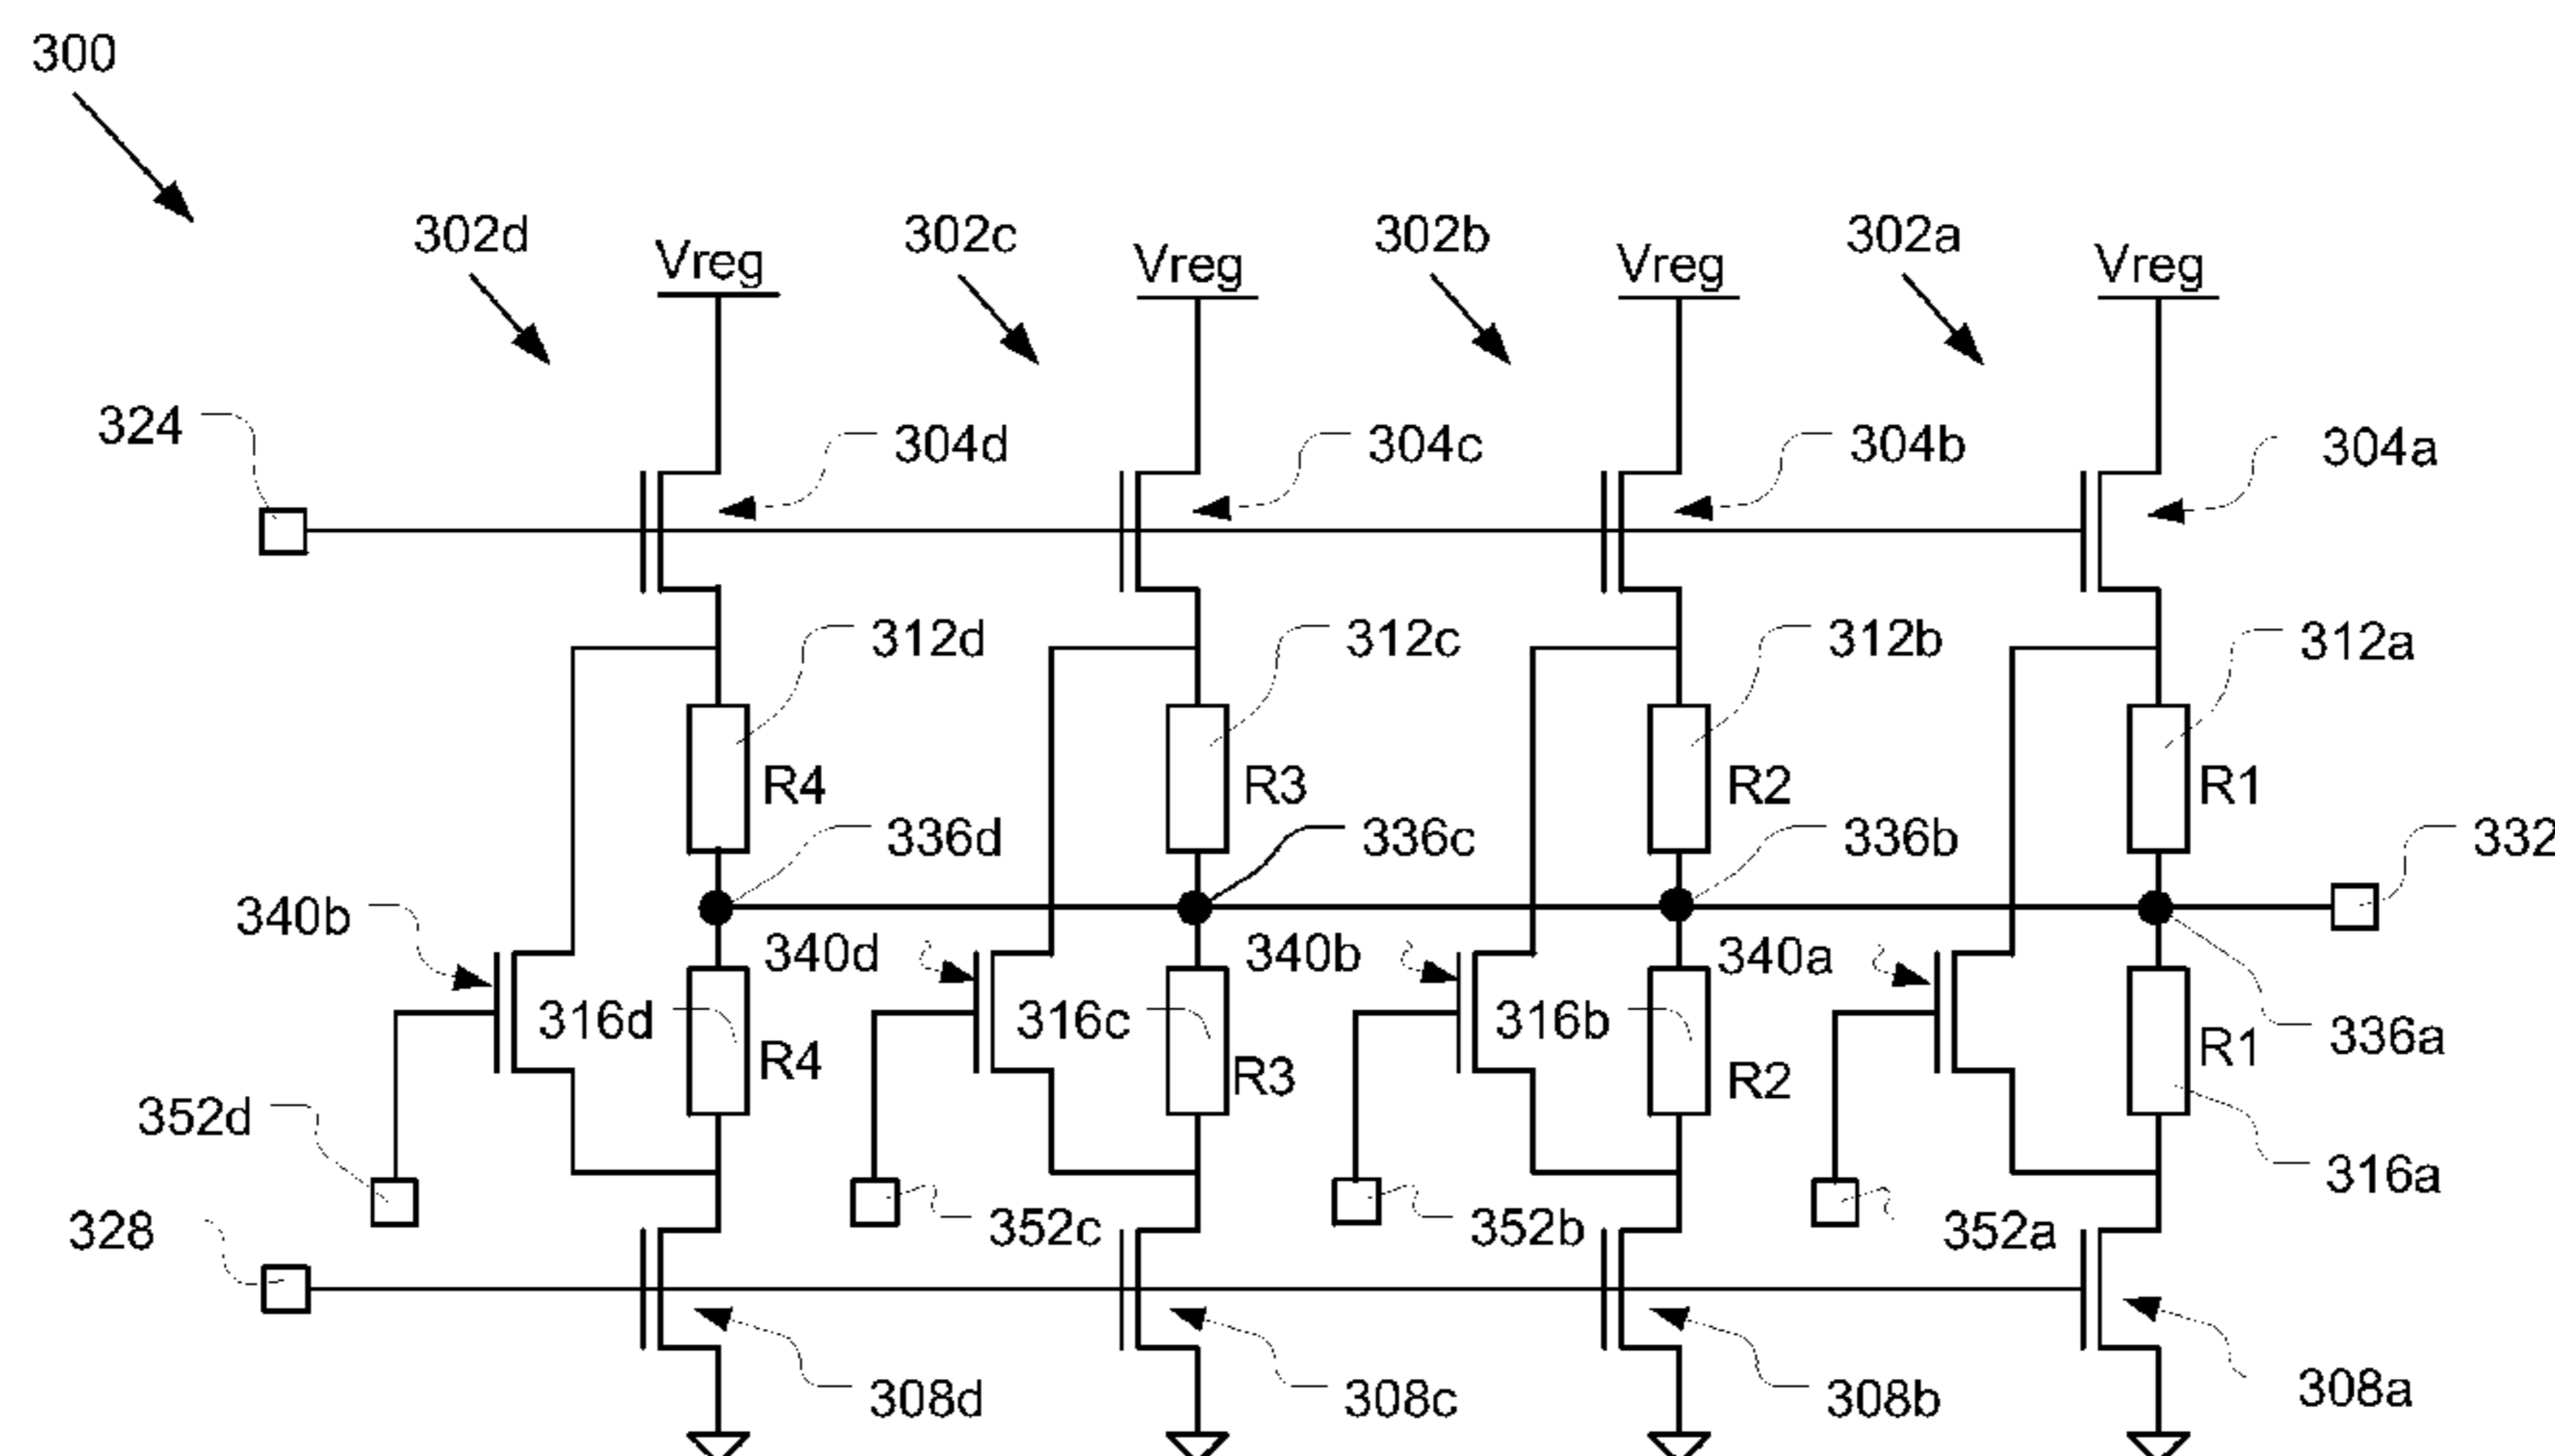 300
302d
302c
302b
302a
Vreg
Vreg
Vreg
Vreg
324
304d
304c
304b
304a
312d
312c
312b
312a
R4
R3
R2
R1
336d
336c
336b
332
340b
340d
340b
340a
316d
316c
316b
336a
R4
R3
R2
R1
352d
316a
328
352c
352b
352a
308d
308c
308b
308a